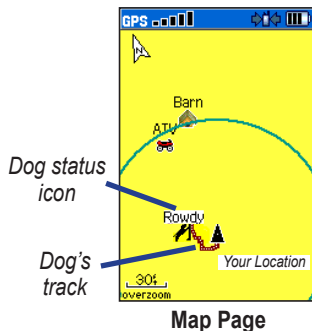 GPS
N
Barn
ATV
Dog status
icon
Rowdy
Dog's
track
Your Location
30ft
overzoom
Map Page